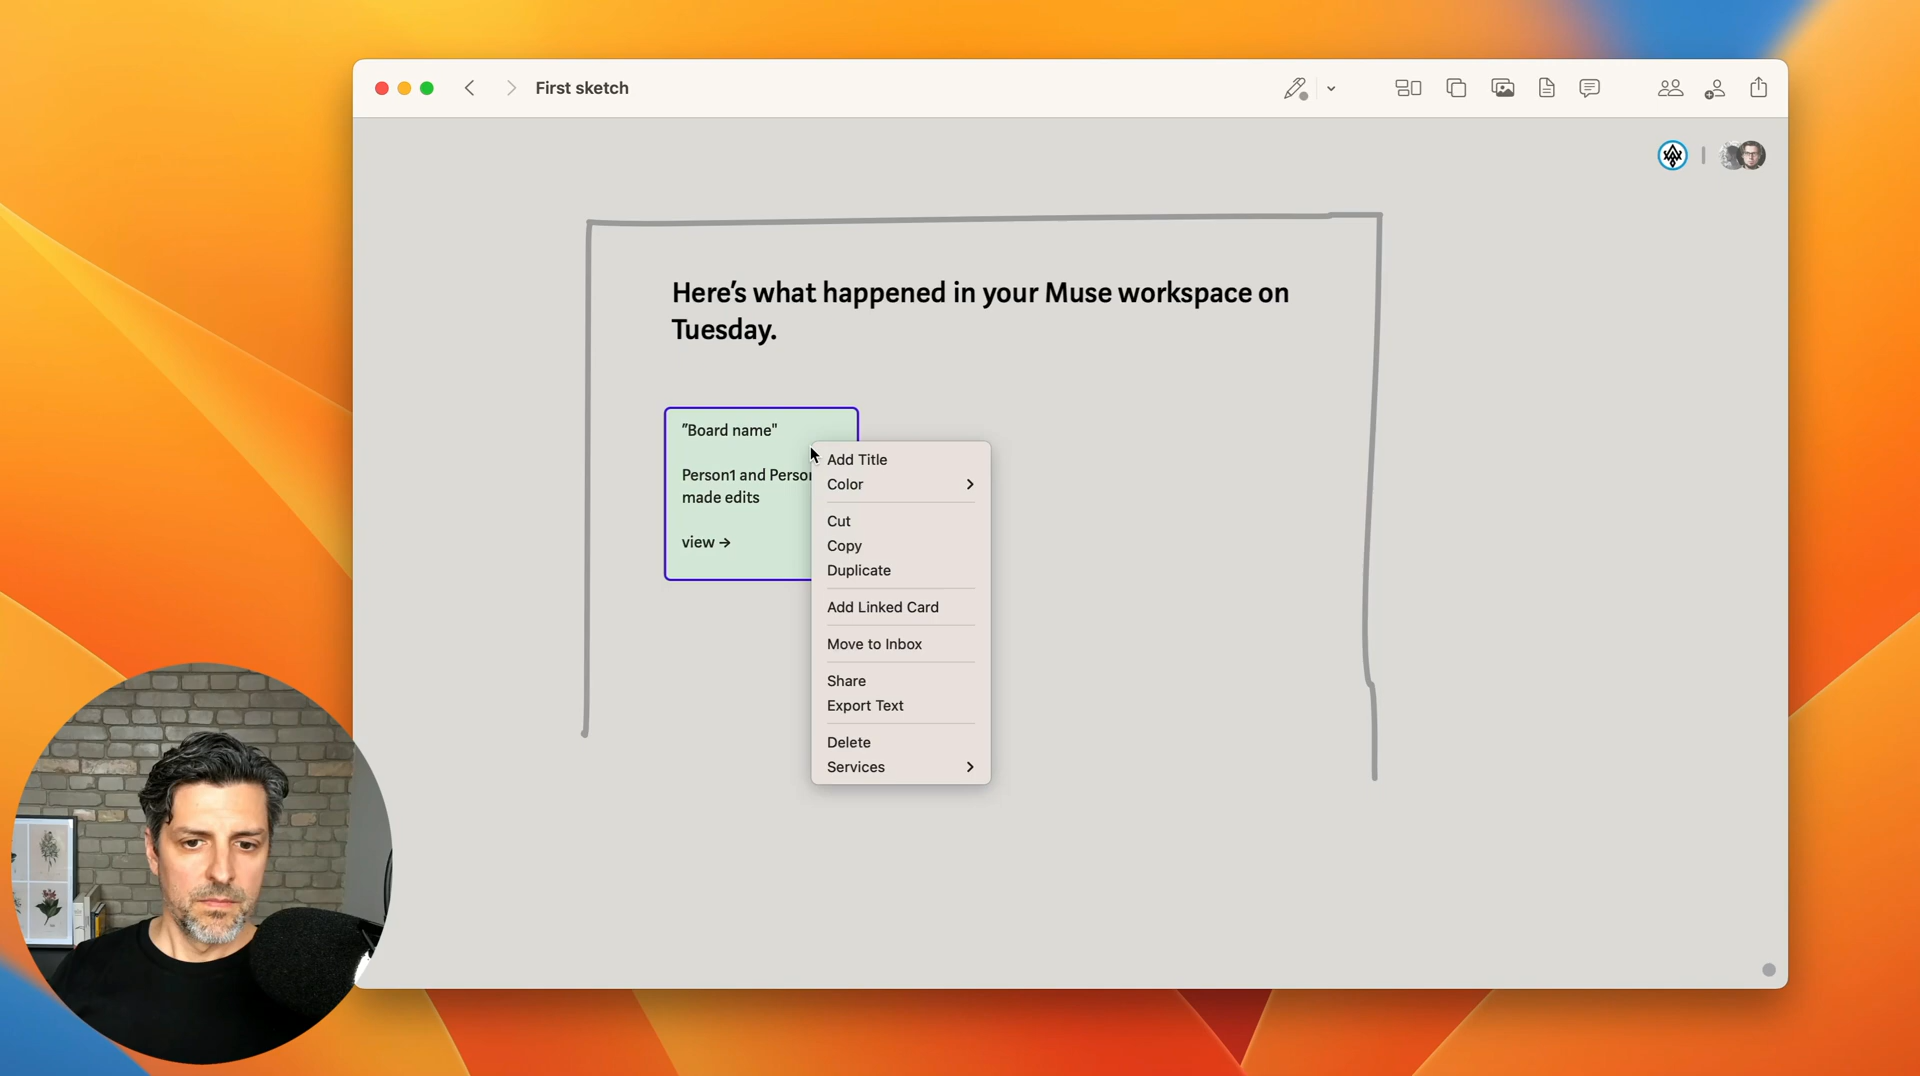 First sketch
Here's what happened in your Muse workspace on
Tuesday.
"Board name"
Person1 and Person
made edits
view →
Add Title
Color
Cut
Copy
Duplicate
Add Linked Card
Move to Inbox
Share
Export Text
Delete
Services